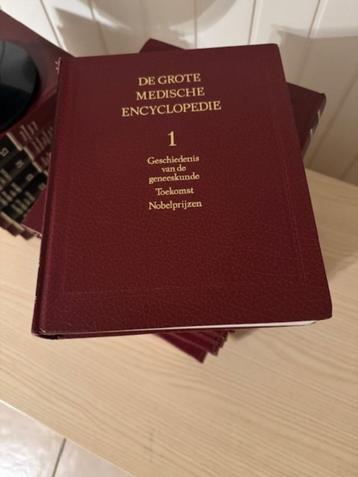 DE GROTE
MEDISCHE
ENCYCLOPEDIE
1
Geschiedenis
van de
geneeskunde
Toekomst
Nobelprijzen